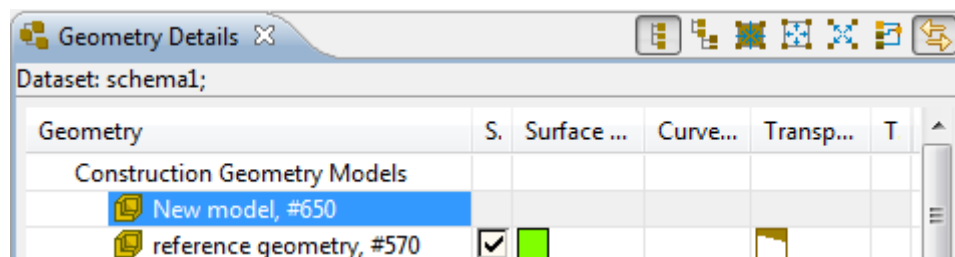 Geometry Details
Dataset: schema1;
Geometry S. Surface ... Curve... Transp... T
Construction Geometry Models
New model, #650
reference geometry, #570